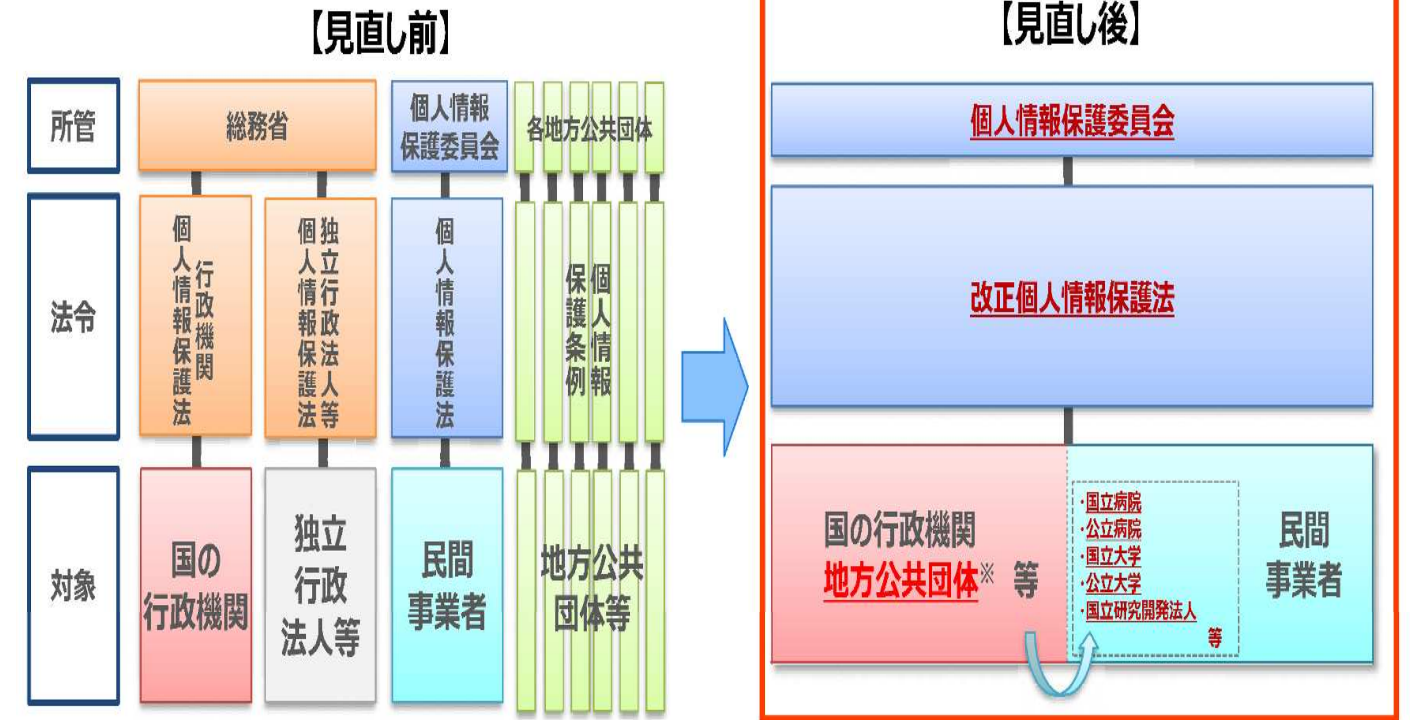 【見直し前】
所管
総務省
個人情報
保護委員会
各地方公共団体
法令
行政機関
個人情報保護法
独立行政法人等
個人情報保護法
個人情報保護法
個人情報
保護条例
対象
国の
行政機関
独立
行政
法人等
民間
事業者
地方公共
団体等
【見直し後】
個人情報保護委員会
改正個人情報保護法
国の行政機関
地方公共団体※ 等
・国立病院
・公立病院
・国立大学
・公立大学
・国立研究開発法人
等
民間
事業者